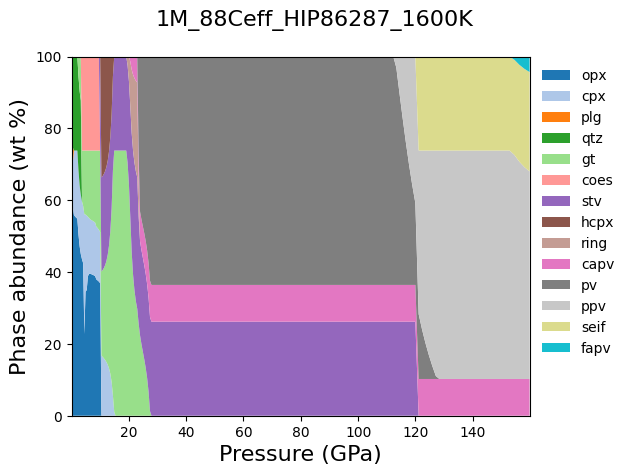 1M_88Ceff_HIP86287_1600K
Phase abundance (wt %)
100
80
60
40
20
0
20
40
60
80
100
120
140
Pressure (GPa)
opx
cpx
plg
qtz
gt
coes
stv
hcpx
ring
capv
pv
ppv
seif
fapv